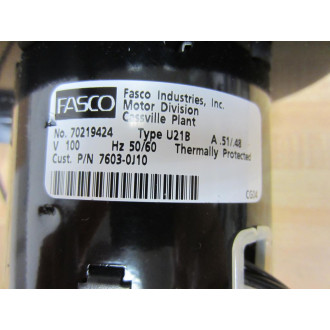 FASCO
Fasco Industries, Inc.
Motor Division
Cassville Plant
No. 70219424 Type U21B A .51/.48
V 100 Hz 50/60 Thermally Protected
Cust. P/N 7603-0J10